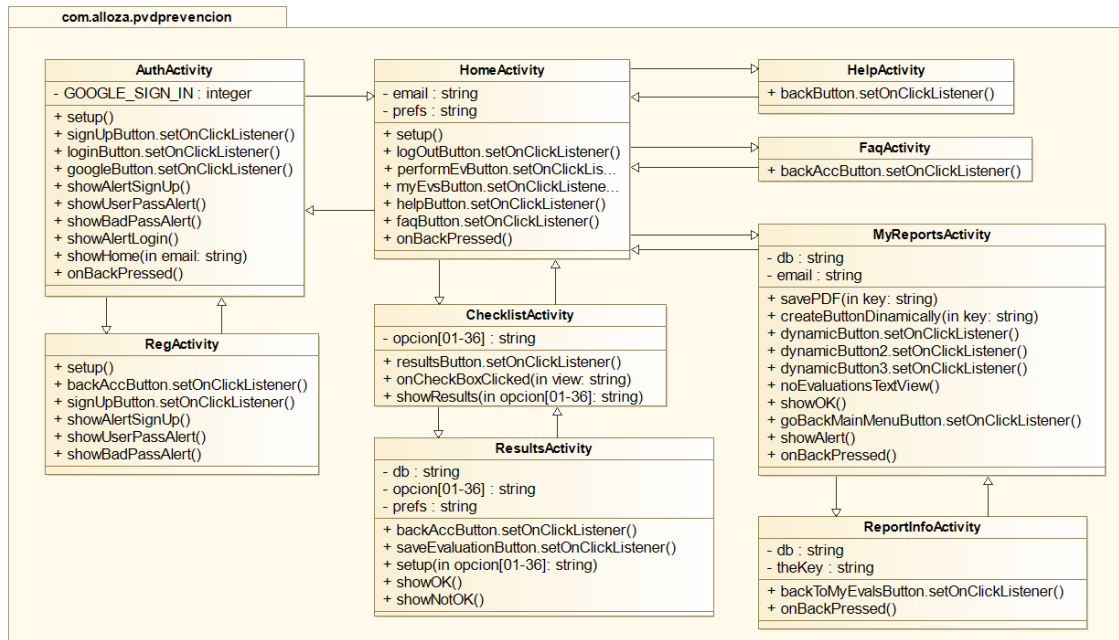 com.alloza.pvdprevencion
AuthActivity
- GOOGLE_SIGN_IN : integer
+ setup()
+ signUpButton.setOnClickListener()
+ loginButton.setOnClickListener()
+ googleButton.setOnClickListener()
+ showAlertSignUp()
+ showUserPassAlert()
+ showBadPassAlert()
+ showAlertLogin()
+ showHome(in email: string)
+ onBackPressed()
RegActivity
+ setup()
+ backAccButton.setOnClickListener()
+ signUpButton.setOnClickListener()
+ showAlertSignUp()
+ showUserPassAlert()
+ showBadPassAlert()
HomeActivity
- email : string
- prefs : string
+ setup()
+ logOutButton.setOnClickListener()
+ performEvButton.setOnClickLis...
+ myEvsButton.setOnClickListene...
+ helpButton.setOnClickListener()
+ faqButton.setOnClickListener()
+ onBackPressed()
ChecklistActivity
- opcion[01-36] : string
+ resultsButton.setOnClickListener()
+ onCheckBoxClicked(in view: string)
+ showResults(in opcion[01-36]: string)
ResultsActivity
- db : string
- opcion[01-36] : string
- prefs : string
+ backAccButton.setOnClickListener()
+ saveEvaluationButton.setOnClickListener()
+ setup(in opcion[01-36]: string)
+ showOK()
+ showNotOK()
HelpActivity
+ backButton.setOnClickListener()
FaqActivity
+ backAccButton.setOnClickListener()
MyReportsActivity
- db : string
- email : string
+ savePDF(in key: string)
+ createButtonDinamically(in key: string)
+ dynamicButton.setOnClickListener()
+ dynamicButton2.setOnClickListener()
+ dynamicButton3.setOnClickListener()
+ noEvaluationsTextView()
+ showOK()
+ goBackMainMenuButton.setOnClickListener()
+ showAlert()
+ onBackPressed()
ReportInfoActivity
- db : string
- theKey : string
+ backToMyEvalsButton.setOnClickListener()
+ onBackPressed()